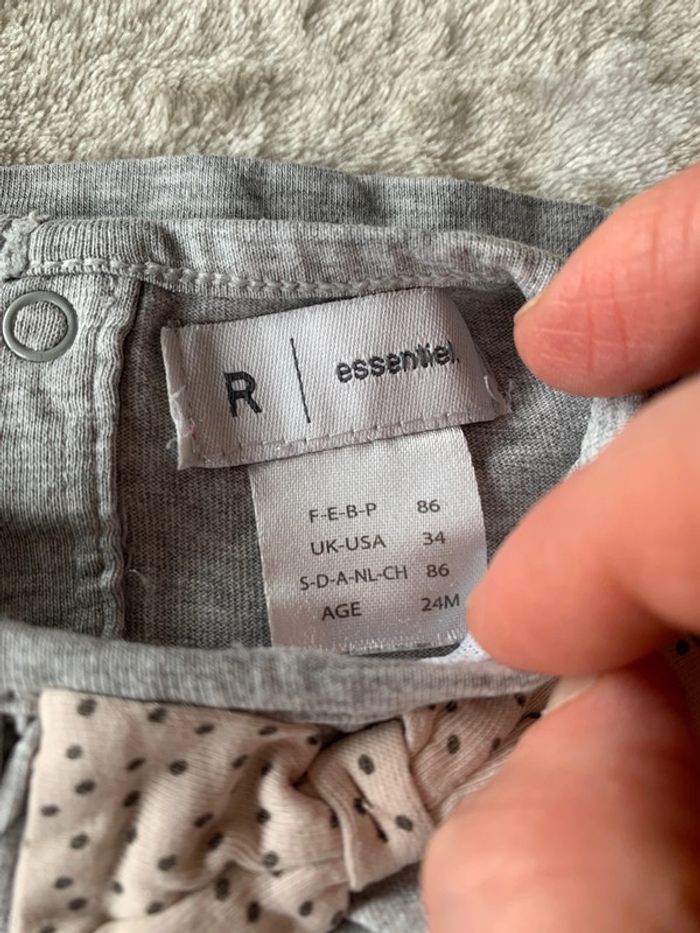 R | essentiel.
F-E-B-P 86
UK-USA 34
S-D-A-NL-CH 86
AGE 24M